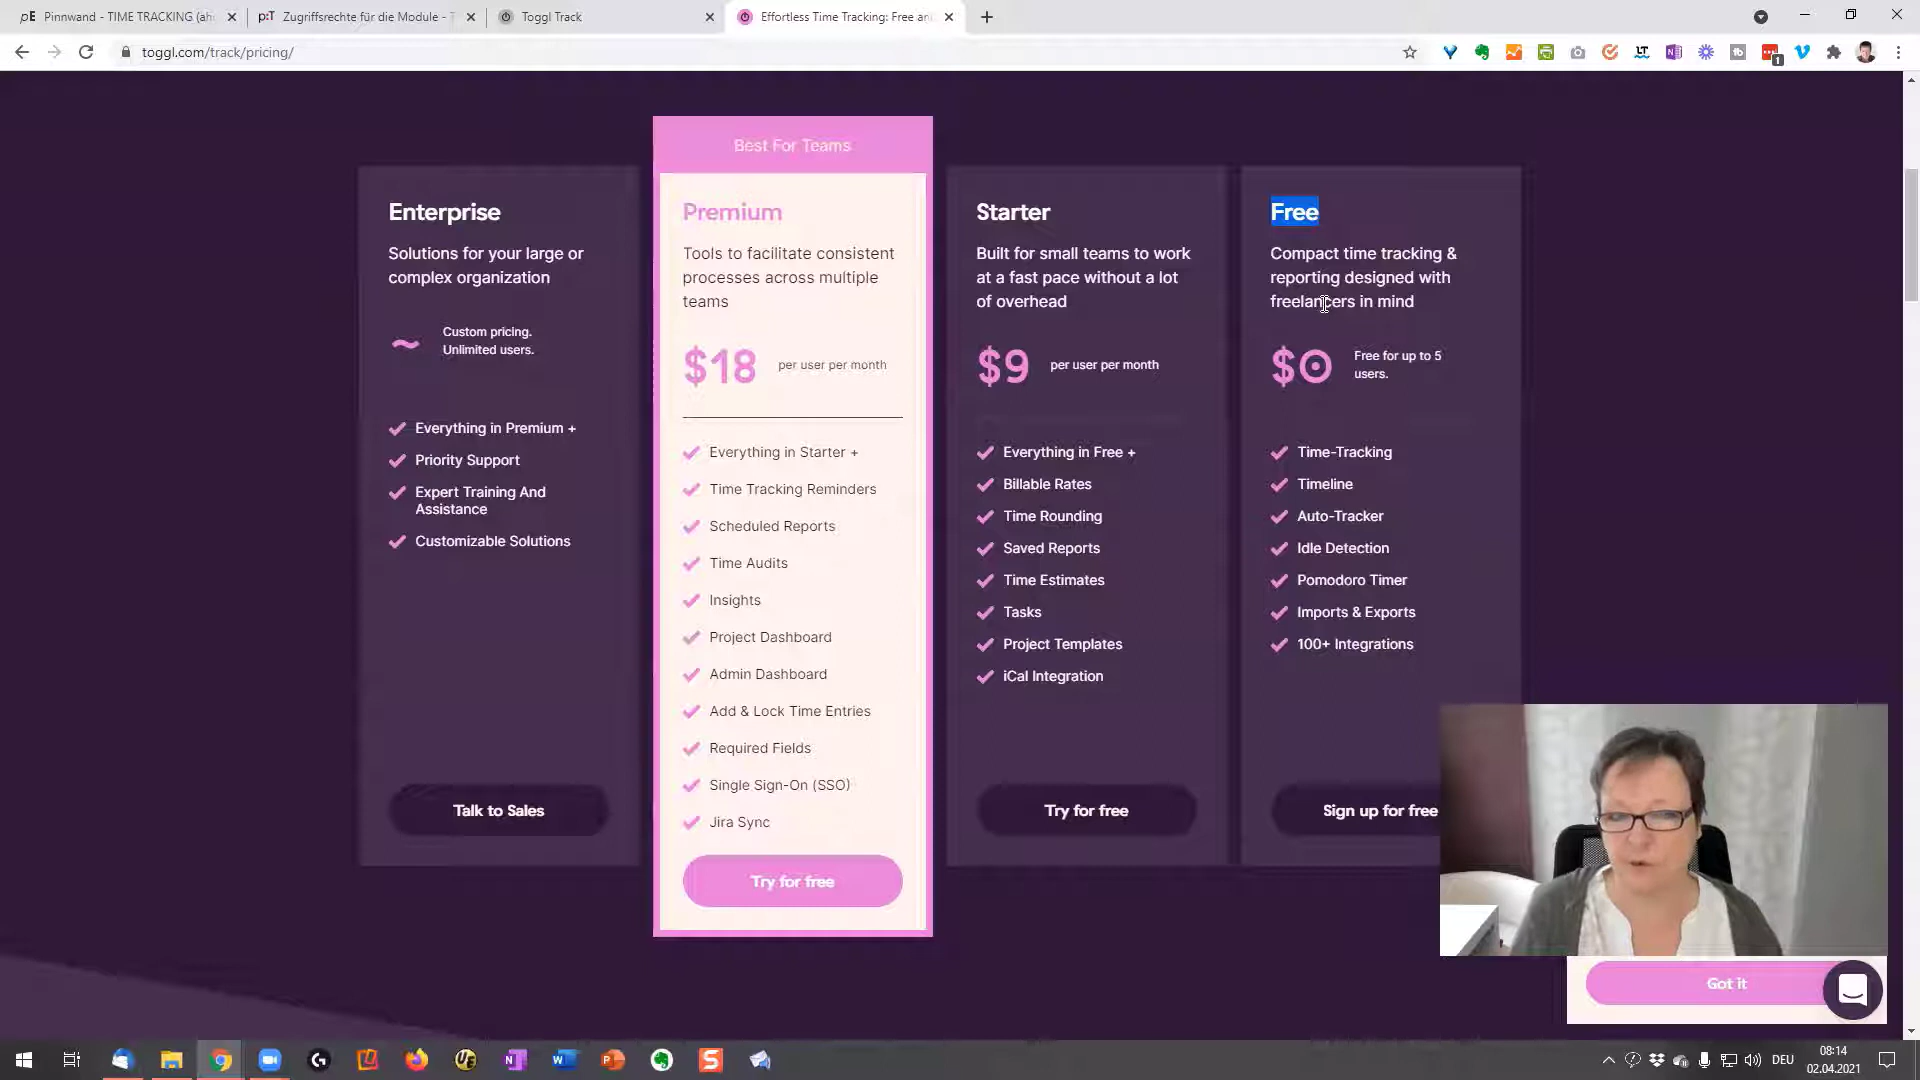 Pinnwand - TIME TRACKING (ah
Zugriffsrechte für die Module - T
Toggl Track
Effortless Time Tracking: Free an
toggl.com/track/pricing/
Best For Teams
Enterprise
Solutions for your large or
complex organization
~
Custom pricing.
Unlimited users.
Everything in Premium +
Priority Support
Expert Training And
Assistance
Customizable Solutions
Talk to Sales
Premium
Tools to facilitate consistent
processes across multiple
teams
$18 per user per month
Everything in Starter +
Time Tracking Reminders
Scheduled Reports
Time Audits
Insights
Project Dashboard
Admin Dashboard
Add & Lock Time Entries
Required Fields
Single Sign-On (SSO)
Jira Sync
Try for free
Starter
Built for small teams to work
at a fast pace without a lot
of overhead
$9 per user per month
Everything in Free +
Billable Rates
Time Rounding
Saved Reports
Time Estimates
Tasks
Project Templates
iCal Integration
Try for free
Free
Compact time tracking &
reporting designed with
freelancers in mind
$0
Free for up to 5
users.
Time-Tracking
Timeline
Auto-Tracker
Idle Detection
Pomodoro Timer
Imports & Exports
100+ Integrations
Sign up for free
Got it
DEU
08:14
02.04.2021